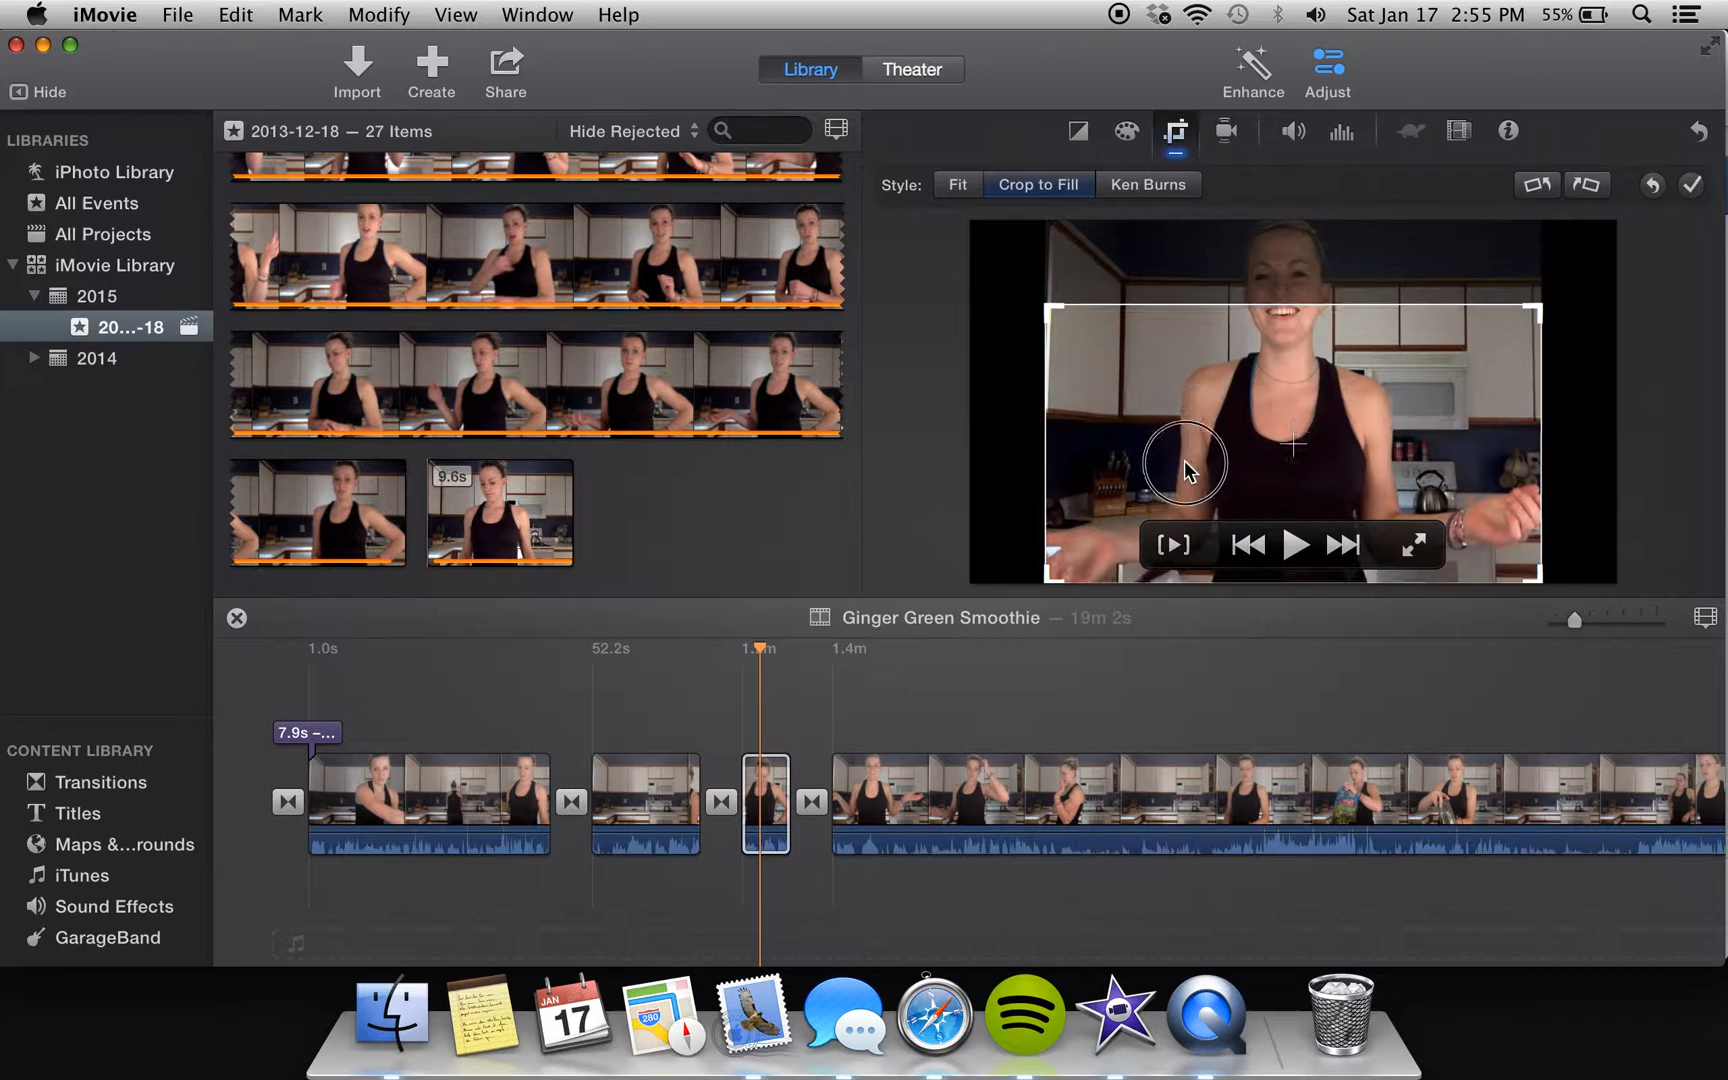 iMovie File Edit Mark Modify View Window Help Sat Jan 17 2:55 PM 55%
Hide Import Create Share Library Theater Enhance Adjust
LIBRARIES
iPhoto Library
All Events
All Projects
iMovie Library
2015
20...-18
2014
2013-12-18 — 27 Items Hide Rejected
Style: Fit Crop to Fill Ken Burns
9.6s
Ginger Green Smoothie — 19m 2s
1.0s 52.2s 1.4m
7.9s –...
CONTENT LIBRARY
Transitions
T Titles
Maps &...rounds
iTunes
Sound Effects
GarageBand
JAN
17
280